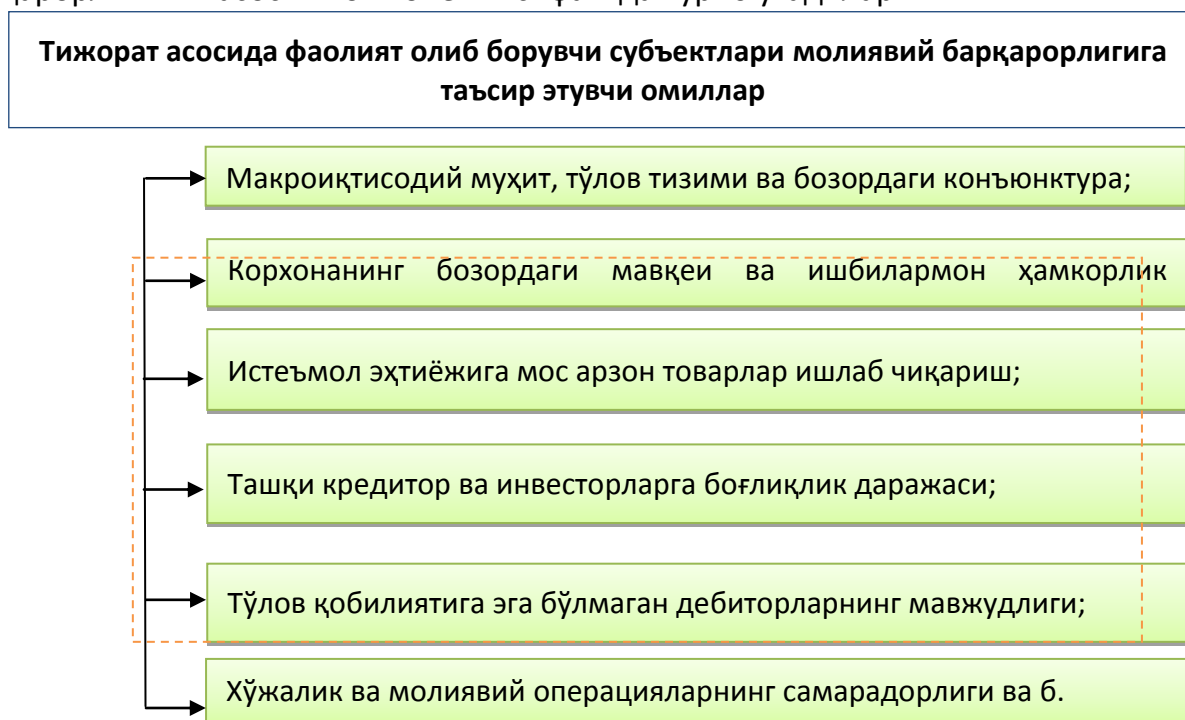 Тижорат асосида фаолият олиб борувчи субъектлари молиявий барқарорлигига
таъсир этувчи омиллар
Макроиқтисодий муҳит, тўлов тизими ва бозордаги конъюнктура;
Корхонанинг бозордаги мавқеи ва ишбилармон ҳамкорлик
Истеъмол эҳтиёжига мос арзон товарлар ишлаб чиқариш;
Ташқи кредитор ва инвесторларга боғлиқлик даражаси;
Тўлов қобилиятига эга бўлмаган дебиторларнинг мавжудлиги;
Хўжалик ва молиявий операцияларнинг самарадорлиги ва б.